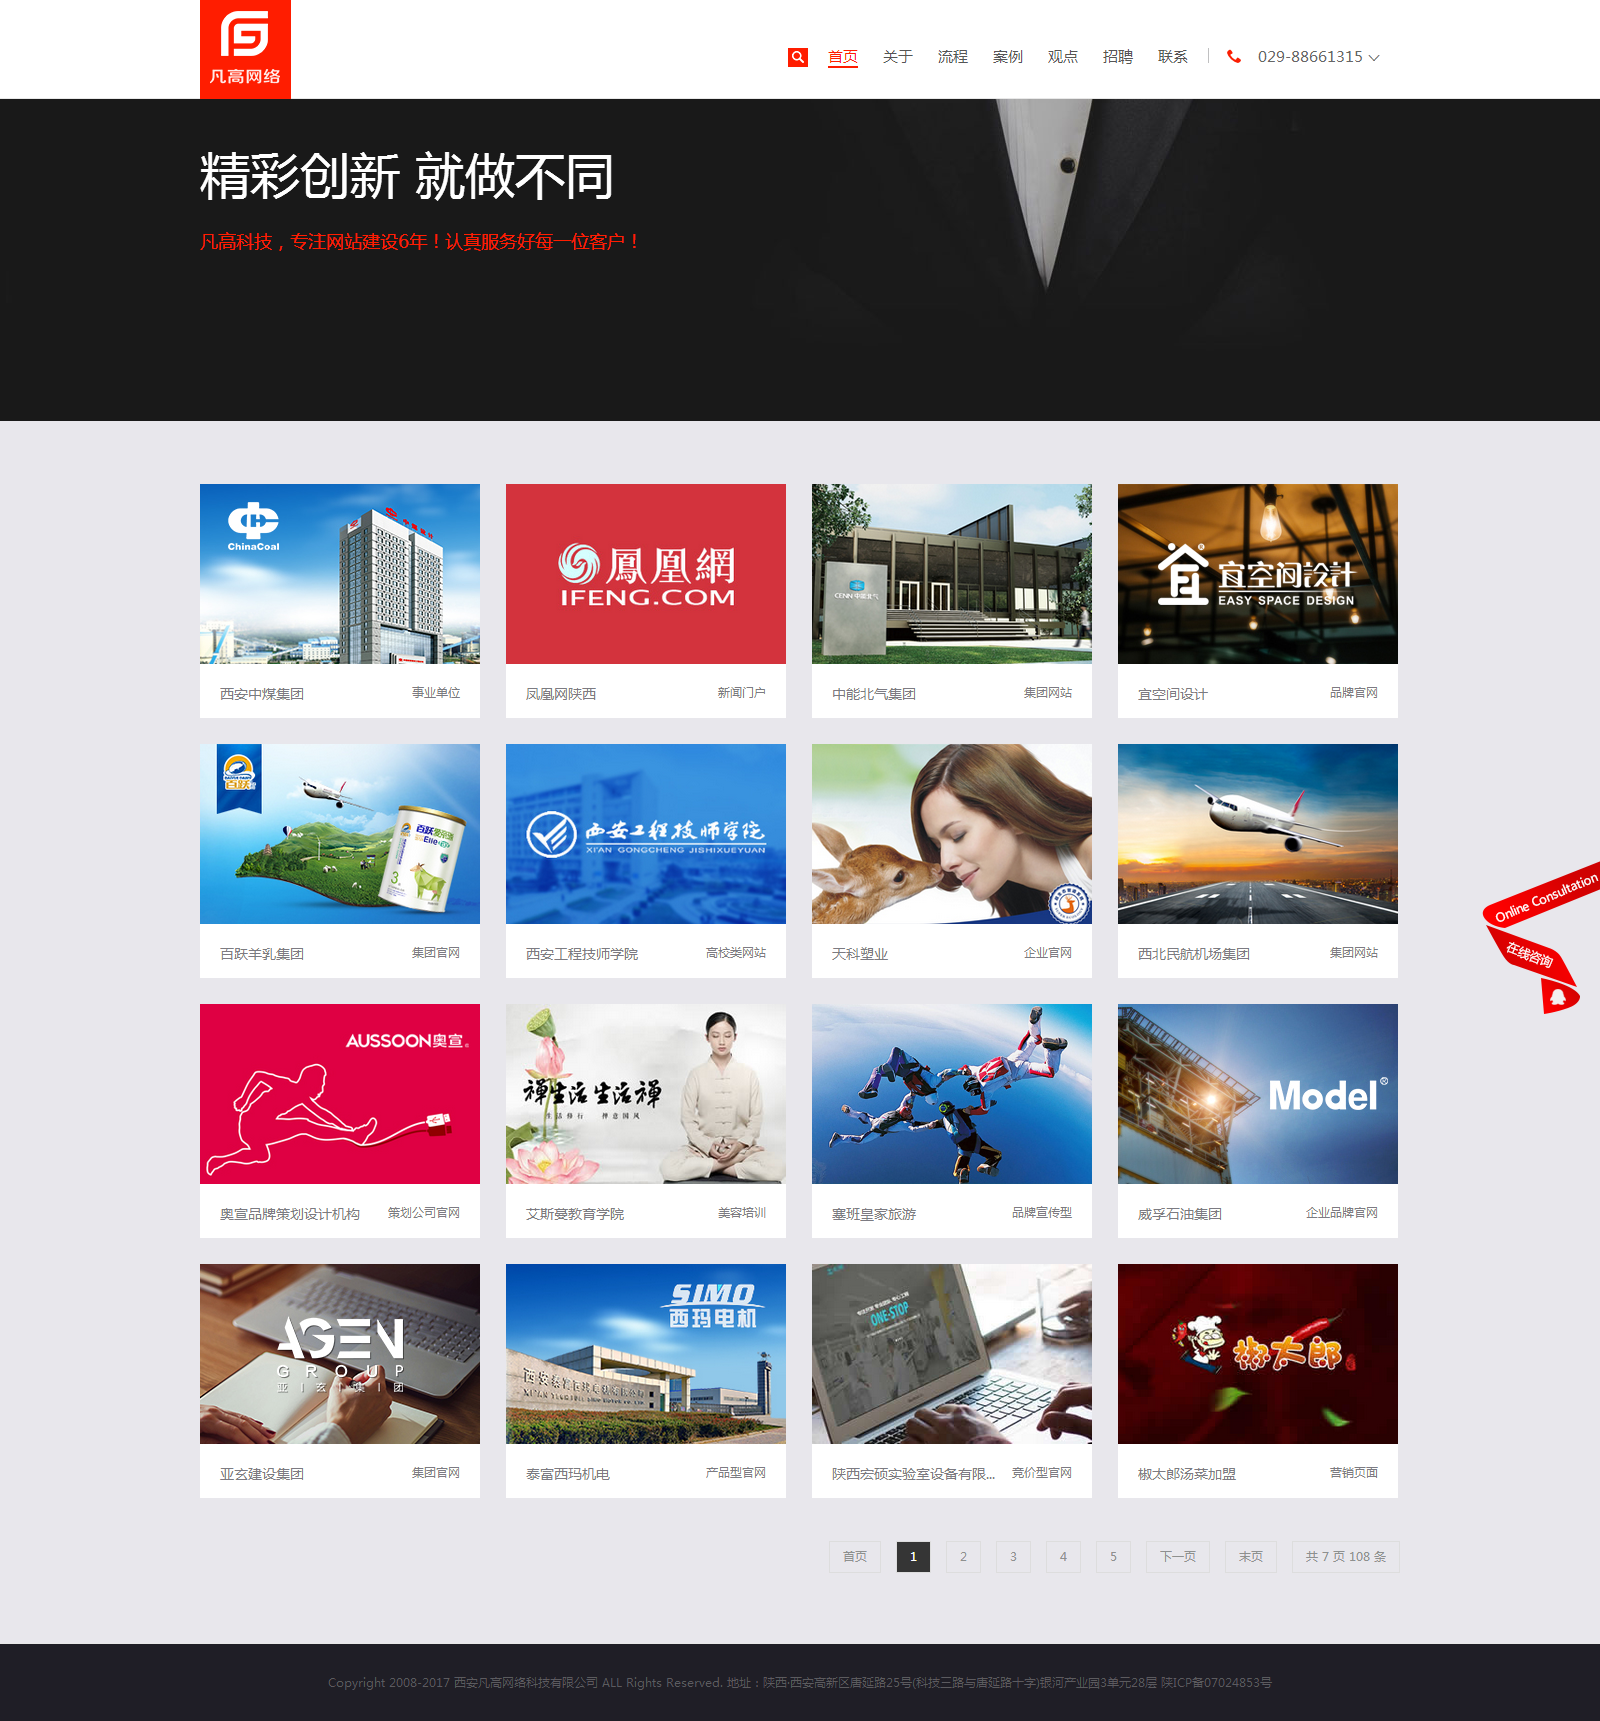 凡高网络
首页 关于 流程 案例 观点 招聘 联系 029-88661315
精彩创新 就做不同
凡高科技，专注网站建设6年！认真服务好每一位客户！
ChinaCoal
鳳凰網
IFENG.COM
CENN 中能北气
宜空间设计
EASY SPACE DESIGN
西安中煤集团 事业单位
凤凰网陕西 新闻门户
中能北气集团 集团网站
宜空间设计 品牌官网
百跃
西安工程技师学院
XI'AN GONGCHENG JISHIXUEYUAN
百跃羊乳集团 集团官网
西安工程技师学院 高校类网站
天科塑业 企业官网
西北民航机场集团 集团网站
Online Consultation
在线咨询
AUSSOON奥宣
禅生活 生活禅
生活修行 禅意国风
Model®
奥宣品牌策划设计机构 策划公司官网
艾斯曼教育学院 美容培训
塞班皇家旅游 品牌宣传型
威孚石油集团 企业品牌官网
AGEN
GROUP
亚 玄 集 团
SIMO
西玛电机
ONE-STOP
椒太郎
亚玄建设集团 集团官网
泰富西玛机电 产品型官网
陕西宏硕实验室设备有限... 竞价型官网
椒太郎汤菜加盟 营销页面
首页 1 2 3 4 5 下一页 末页 共 7 页 108 条
Copyright 2008-2017 西安凡高网络科技有限公司 ALL Rights Reserved. 地址：陕西·西安高新区唐延路25号(科技三路与唐延路十字)银河产业园3单元28层 陕ICP备07024853号